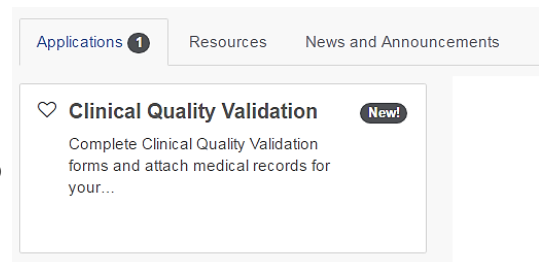 Applications 1 Resources News and Announcements
Clinical Quality Validation New!
Complete Clinical Quality Validation
forms and attach medical records for
your...